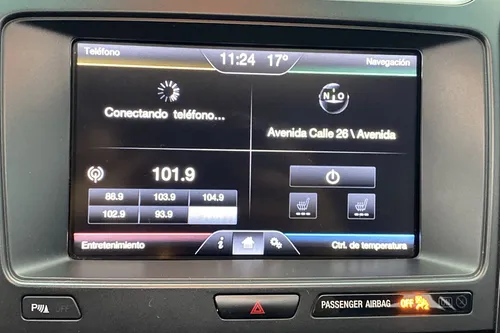 Teléfono
11:24 17°
Navegación
Conectando teléfono...
N O
Avenida Calle 26 \ Avenida
101.9
88.9 103.9 104.9
102.9 93.9
Entretenimiento
i
Ctrl. de temperatura
P OFF
PASSENGER AIRBAG OFF